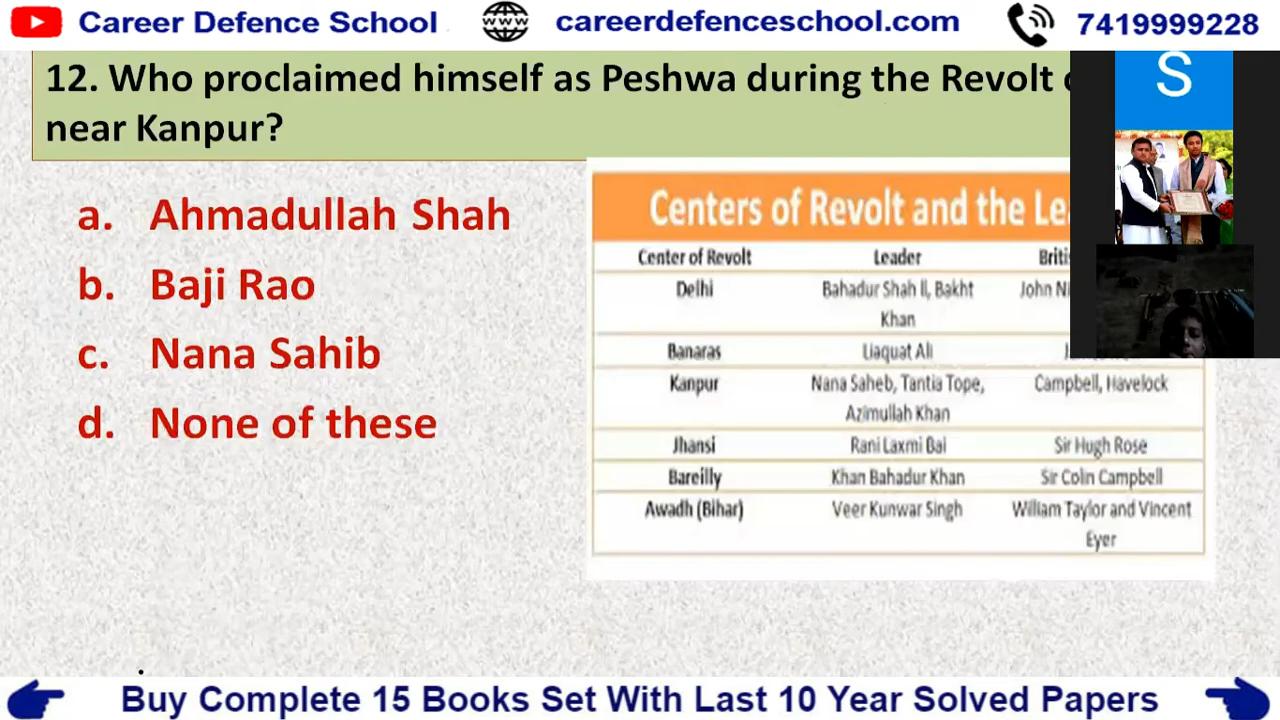 Career Defence School
www
careerdefenceschool.com
7419999228
12. Who proclaimed himself as Peshwa during the Revolt
near Kanpur?
S
a. Ahmadullah Shah
b. Baji Rao
c. Nana Sahib
d. None of these
Centers of Revolt and the
Center of Revolt Leader
Delhi Bahadur Shah II, Bakht John
Khan
Banaras Liaquat Ali
Kanpur Nana Saheb, Tantia Tope, Campbell, Havelock
Azimullah Khan
Jhansi Rani Laxmi Bai Sir Hugh Rose
Bareilly Khan Bahadur Khan Sir Colin Campbell
Awadh (Bihar) Veer Kunwar Singh William Taylor and Vincent
Eyer
Buy Complete 15 Books Set With Last 10 Year Solved Papers